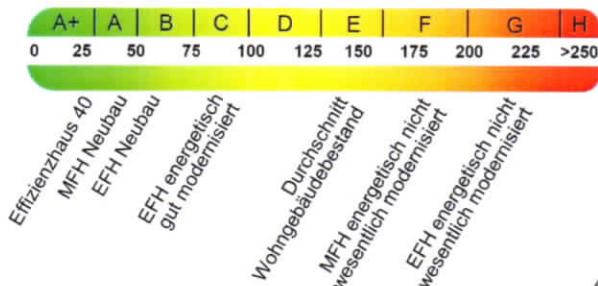 A+ A B C D E F G H
0 25 50 75 100 125 150 175 200 225 >250
Effizienzhaus 40
MFH Neubau
EFH Neubau
EFH energetisch
gut modernisiert
Durchschnitt
Wohngebäudebestand
MFH energetisch nicht
wesentlich modernisiert
EFH energetisch nicht
wesentlich modernisiert